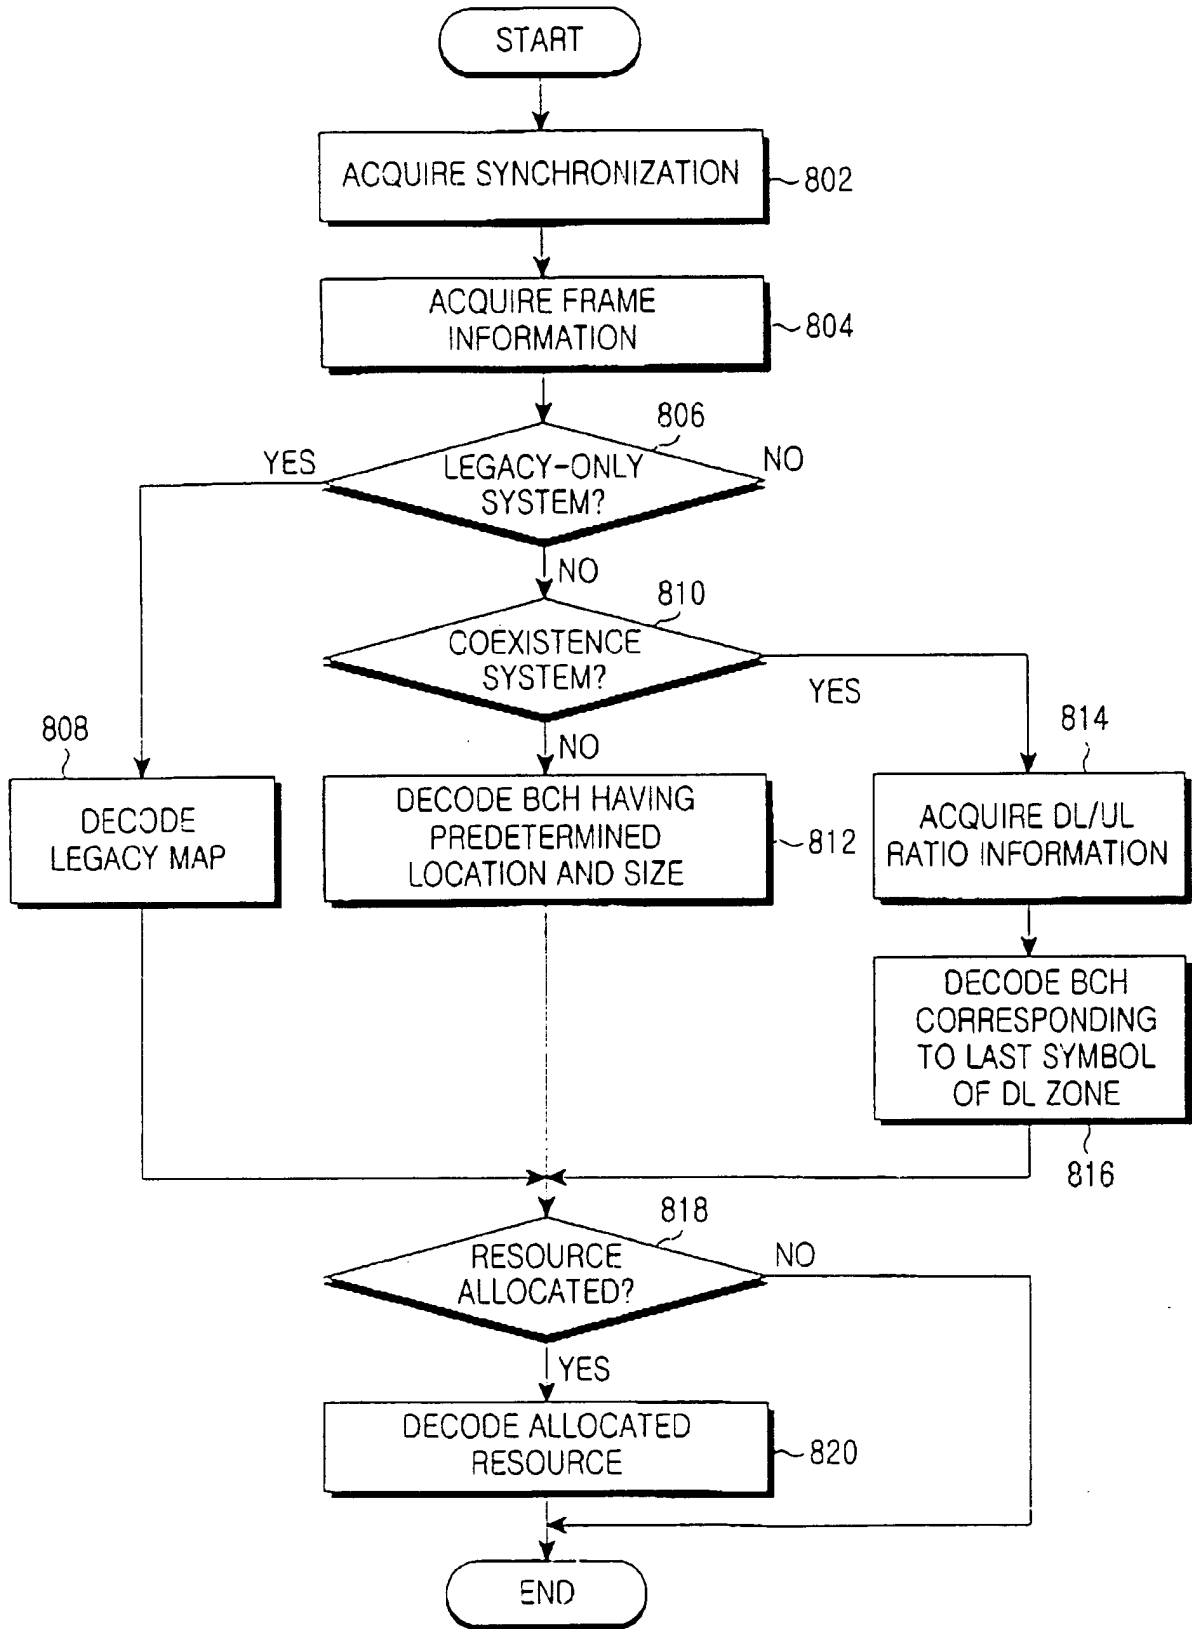 START
ACQUIRE SYNCHRONIZATION
802
ACQUIRE FRAME
INFORMATION
804
806
YES
LEGACY-ONLY
SYSTEM?
NO
NO
810
COEXISTENCE
SYSTEM?
YES
808
NO
814
DECODE
LEGACY MAP
DECODE BCH HAVING
PREDETERMINED
LOCATION AND SIZE
812
ACQUIRE DL/UL
RATIO INFORMATION
DECODE BCH
CORRESPONDING
TO LAST SYMBOL
OF DL ZONE
816
818
RESOURCE
ALLOCATED?
NO
YES
DECODE ALLOCATED
RESOURCE
820
END